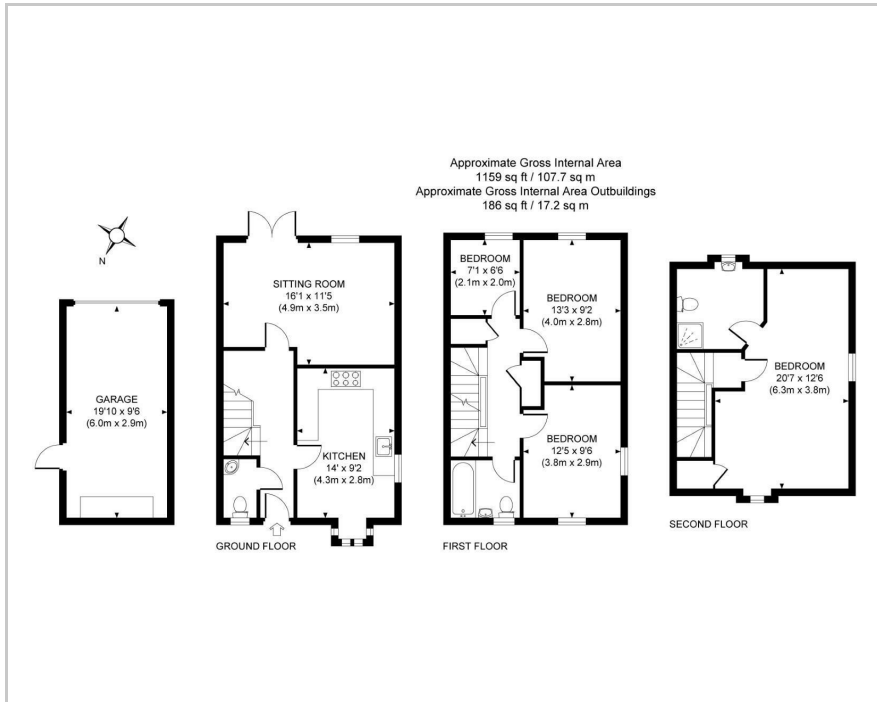 Approximate Gross Internal Area
1159 sq ft / 107.7 sq m
Approximate Gross Internal Area Outbuildings
186 sq ft / 17.2 sq m
N
GARAGE
19'10 x 9'6
(6.0m x 2.9m)
SITTING ROOM
16'1 x 11'5
(4.9m x 3.5m)
KITCHEN
14' x 9'2
(4.3m x 2.8m)
GROUND FLOOR
BEDROOM
7'1 x 6'6
(2.1m x 2.0m)
BEDROOM
13'3 x 9'2
(4.0m x 2.8m)
BEDROOM
12'5 x 9'6
(3.8m x 2.9m)
FIRST FLOOR
BEDROOM
20'7 x 12'6
(6.3m x 3.8m)
SECOND FLOOR